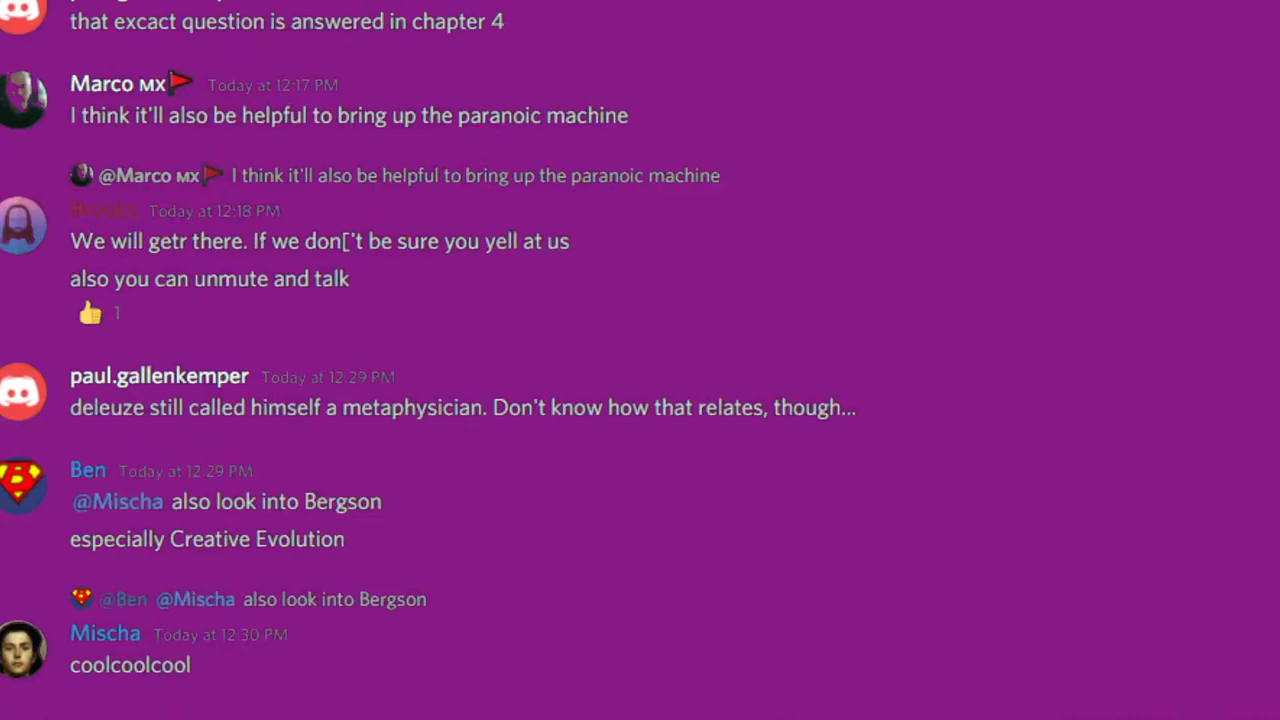 that excact question is answered in chapter 4
Marco MX Today at 12:17 PM
I think it'll also be helpful to bring up the paranoic machine
@Marco MX I think it'll also be helpful to bring up the paranoic machine
Brooks Today at 12:18 PM
We will getr there. If we don['t be sure you yell at us
also you can unmute and talk
1
paul.gallenkemper Today at 12:29 PM
deleuze still called himself a metaphysician. Don't know how that relates, though...
Ben Today at 12:29 PM
@Mischa also look into Bergson
especially Creative Evolution
@Ben @Mischa also look into Bergson
Mischa Today at 12:30 PM
coolcoolcool